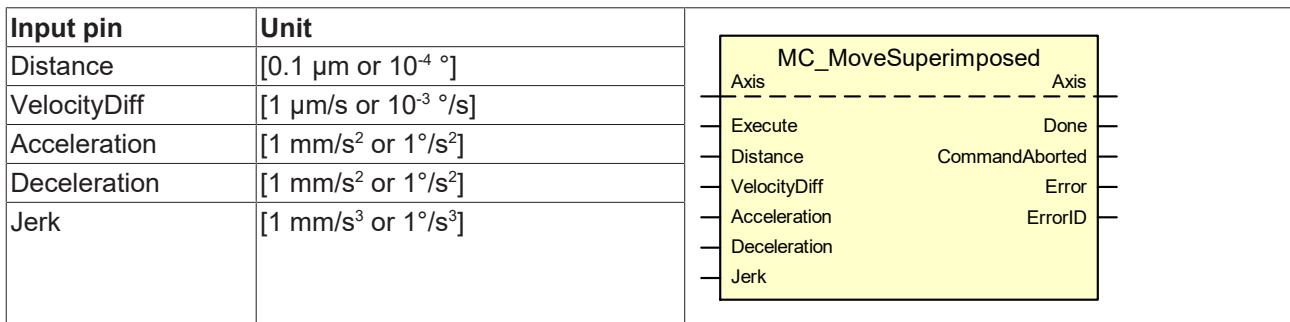 Input pin Unit
Distance [0.1 µm or 10⁻⁴ °]
VelocityDiff [1 µm/s or 10⁻³ °/s]
Acceleration [1 mm/s² or 1°/s²]
Deceleration [1 mm/s² or 1°/s²]
Jerk [1 mm/s³ or 1°/s³]
MC_MoveSuperimposed
Axis Axis
Execute Done
Distance CommandAborted
VelocityDiff Error
Acceleration ErrorID
Deceleration
Jerk